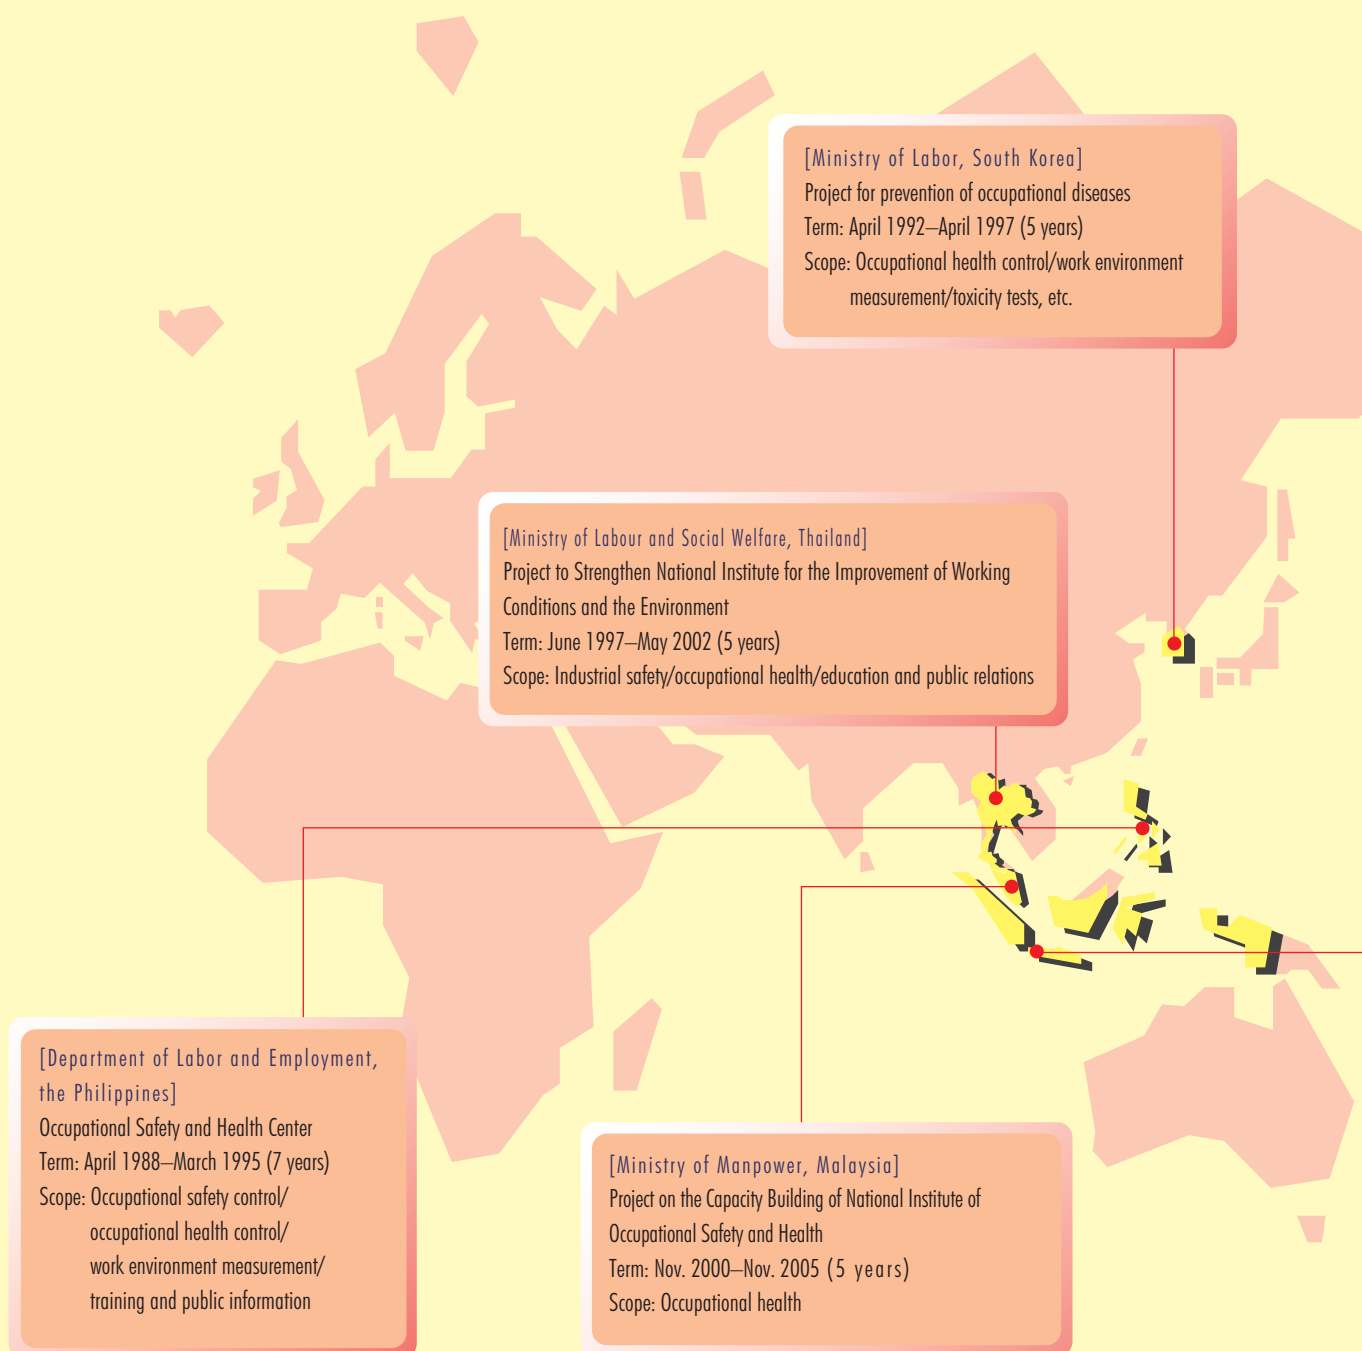 [Ministry of Labor, South Korea]
Project for prevention of occupational diseases
Term: April 1992–April 1997 (5 years)
Scope: Occupational health control/work environment
measurement/toxicity tests, etc.
[Ministry of Labour and Social Welfare, Thailand]
Project to Strengthen National Institute for the Improvement of Working
Conditions and the Environment
Term: June 1997–May 2002 (5 years)
Scope: Industrial safety/occupational health/education and public relations
[Department of Labor and Employment,
the Philippines]
Occupational Safety and Health Center
Term: April 1988–March 1995 (7 years)
Scope: Occupational safety control/
occupational health control/
work environment measurement/
training and public information
[Ministry of Manpower, Malaysia]
Project on the Capacity Building of National Institute of
Occupational Safety and Health
Term: Nov. 2000–Nov. 2005 (5 years)
Scope: Occupational health